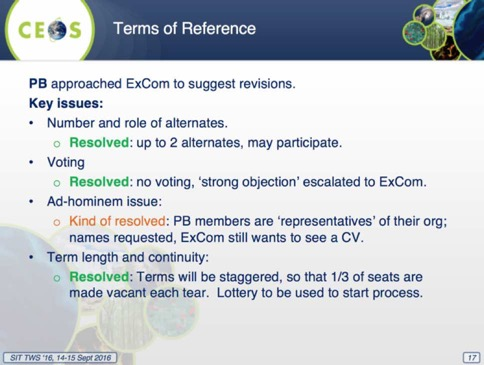 CEOS
Terms of Reference
PB approached ExCom to suggest revisions.
Key issues:
• Number and role of alternates.
o Resolved: up to 2 alternates, may participate.
• Voting
o Resolved: no voting, ‘strong objection’ escalated to ExCom.
• Ad-hominem issue:
o Kind of resolved: PB members are ‘representatives’ of their org;
names requested, ExCom still wants to see a CV.
• Term length and continuity:
o Resolved: Terms will be staggered, so that 1/3 of seats are
made vacant each tear. Lottery to be used to start process.
SIT TWS '16, 14-15 Sept 2016
17